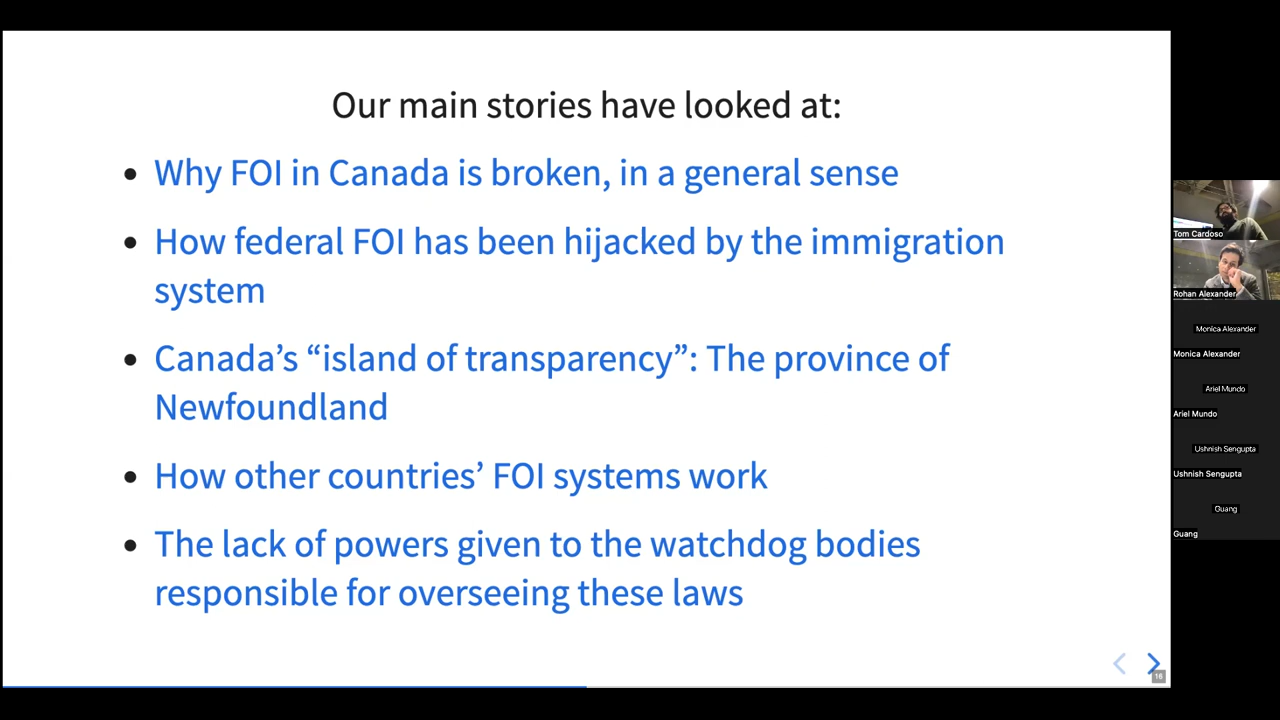 Our main stories have looked at:
• Why FOI in Canada is broken, in a general sense
• How federal FOI has been hijacked by the immigration
system
• Canada’s “island of transparency”: The province of
Newfoundland
• How other countries’ FOI systems work
• The lack of powers given to the watchdog bodies
responsible for overseeing these laws
16
Tom Cardoso
Rohan Alexander
Monica Alexander
Monica Alexander
Ariel Mundo
Ariel Mundo
Ushnish Sengupta
Ushnish Sengupta
Guang
Guang